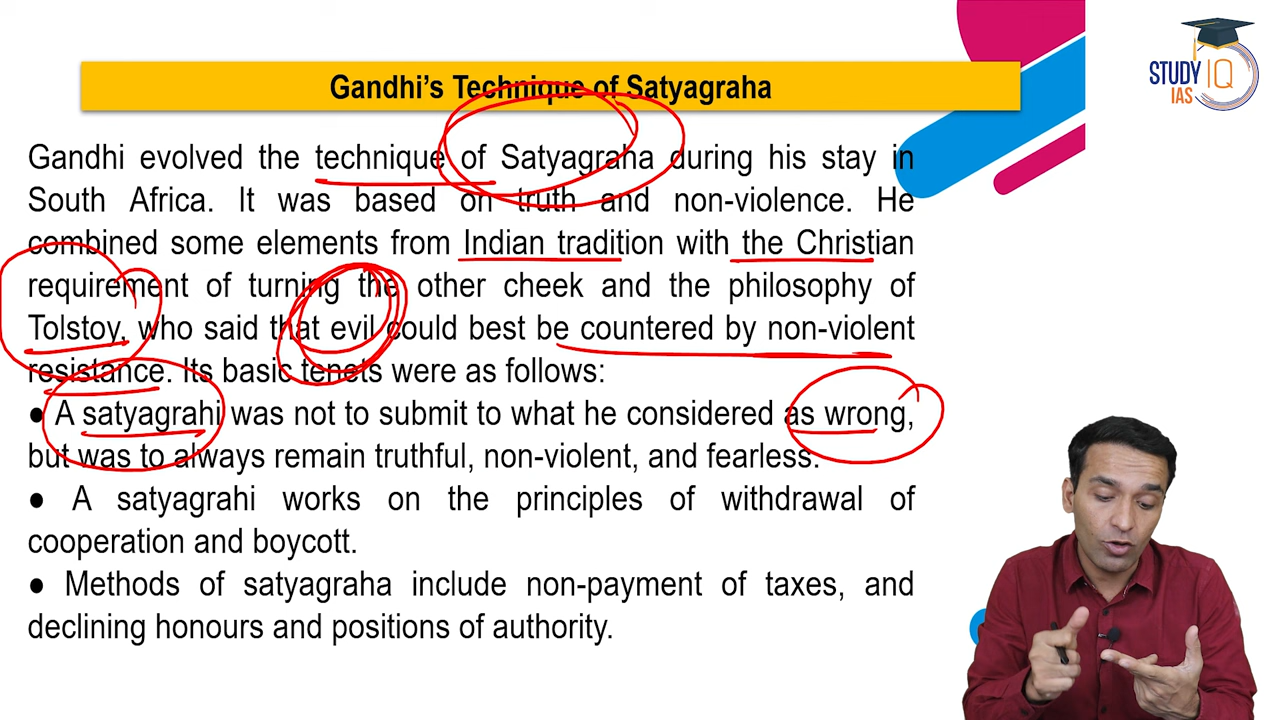 Gandhi's Technique of Satyagraha
STUDY IQ
IAS
Gandhi evolved the technique of Satyagraha during his stay in
South Africa. It was based on truth and non-violence. He
combined some elements from Indian tradition with the Christian
requirement of turning the other cheek and the philosophy of
Tolstoy, who said that evil could best be countered by non-violent
resistance. Its basic tenets were as follows:
● A satyagrahi was not to submit to what he considered as wrong,
but was to always remain truthful, non-violent, and fearless.
● A satyagrahi works on the principles of withdrawal of
cooperation and boycott.
● Methods of satyagraha include non-payment of taxes, and
declining honours and positions of authority.